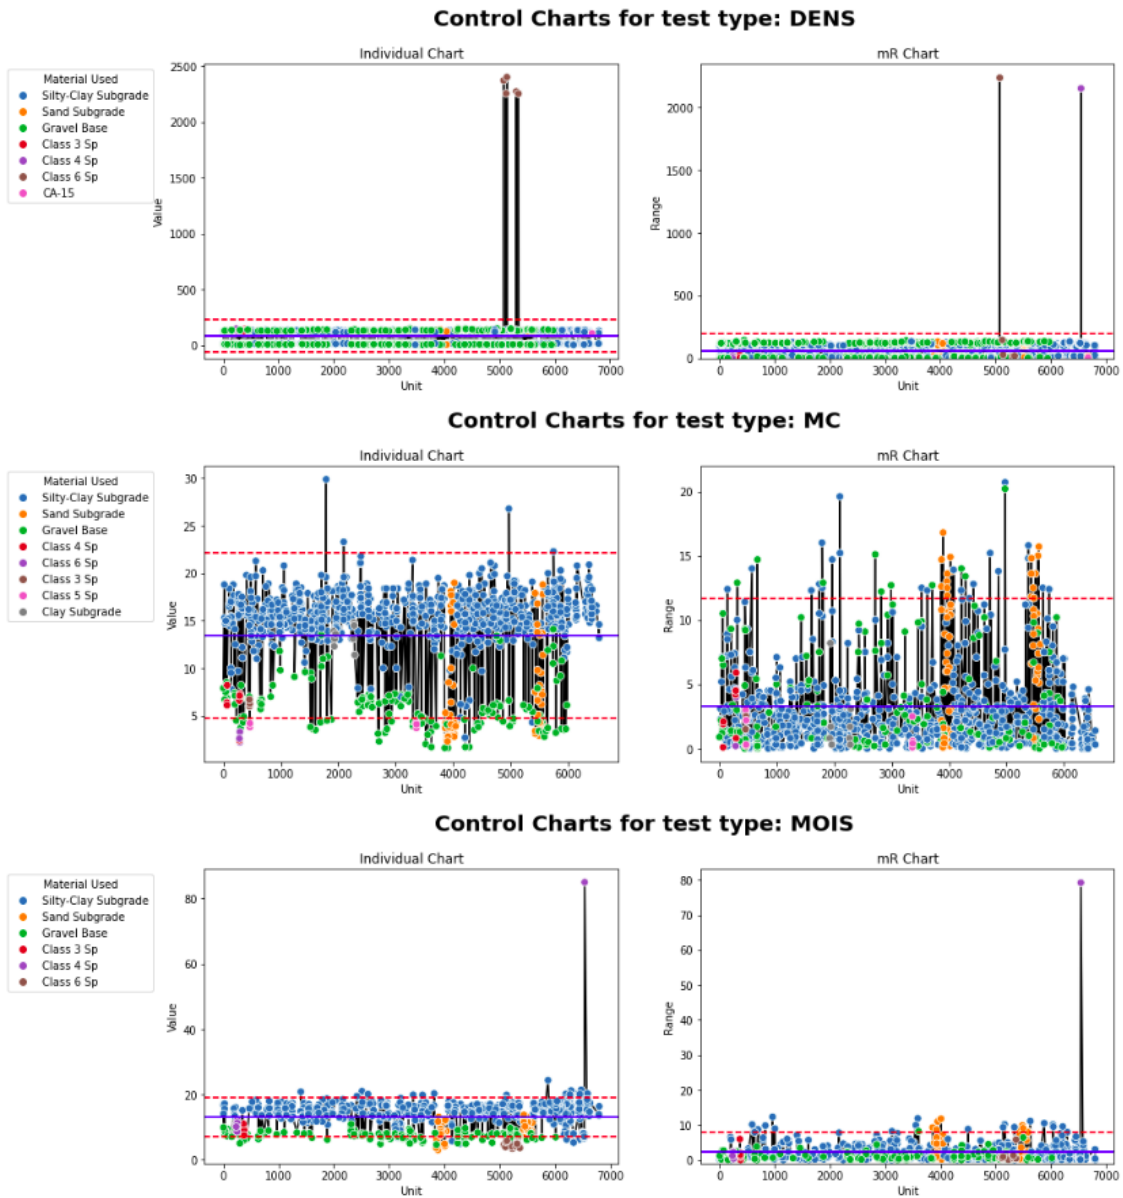 Control Charts for test type: DENS
Individual Chart
mR Chart
Material Used
Silty-Clay Subgrade
Sand Subgrade
Gravel Base
Class 3 Sp
Class 4 Sp
Class 6 Sp
CA-15
Value
2500
2000
1500
1000
500
0
0 1000 2000 3000 4000 5000 6000 7000
Unit
Range
2000
1500
1000
500
0
0 1000 2000 3000 4000 5000 6000 7000
Unit
Control Charts for test type: MC
Individual Chart
mR Chart
Material Used
Silty-Clay Subgrade
Sand Subgrade
Gravel Base
Class 4 Sp
Class 6 Sp
Class 3 Sp
Class 5 Sp
Clay Subgrade
Value
30
25
20
15
10
5
0 1000 2000 3000 4000 5000 6000
Unit
Range
20
15
10
5
0
0 1000 2000 3000 4000 5000 6000
Unit
Control Charts for test type: MOIS
Individual Chart
mR Chart
Material Used
Silty-Clay Subgrade
Sand Subgrade
Gravel Base
Class 3 Sp
Class 4 Sp
Class 6 Sp
Value
80
60
40
20
0
0 1000 2000 3000 4000 5000 6000 7000
Unit
Range
80
70
60
50
40
30
20
10
0
0 1000 2000 3000 4000 5000 6000 7000
Unit